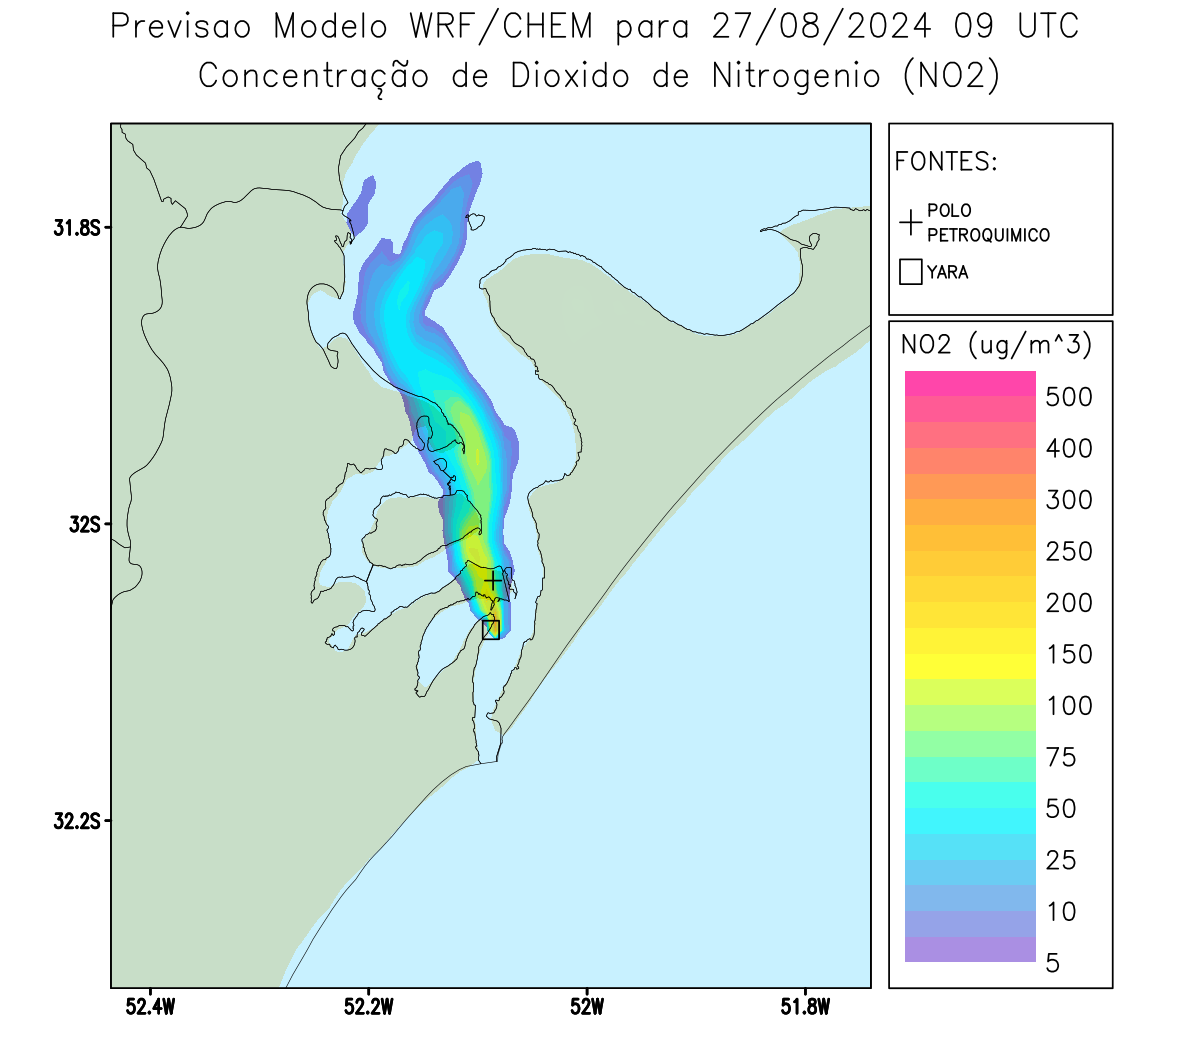 Previsao Modelo WRF/CHEM para 27/08/2024 09 UTC
Concentração de Dioxido de Nitrogenio (NO2)
FONTES:
POLO
PETROQUIMICO
YARA
NO2 (ug/m^3)
500
400
300
250
200
150
100
75
50
25
10
5
31.8S
32S
32.2S
52.4W
52.2W
52W
51.8W